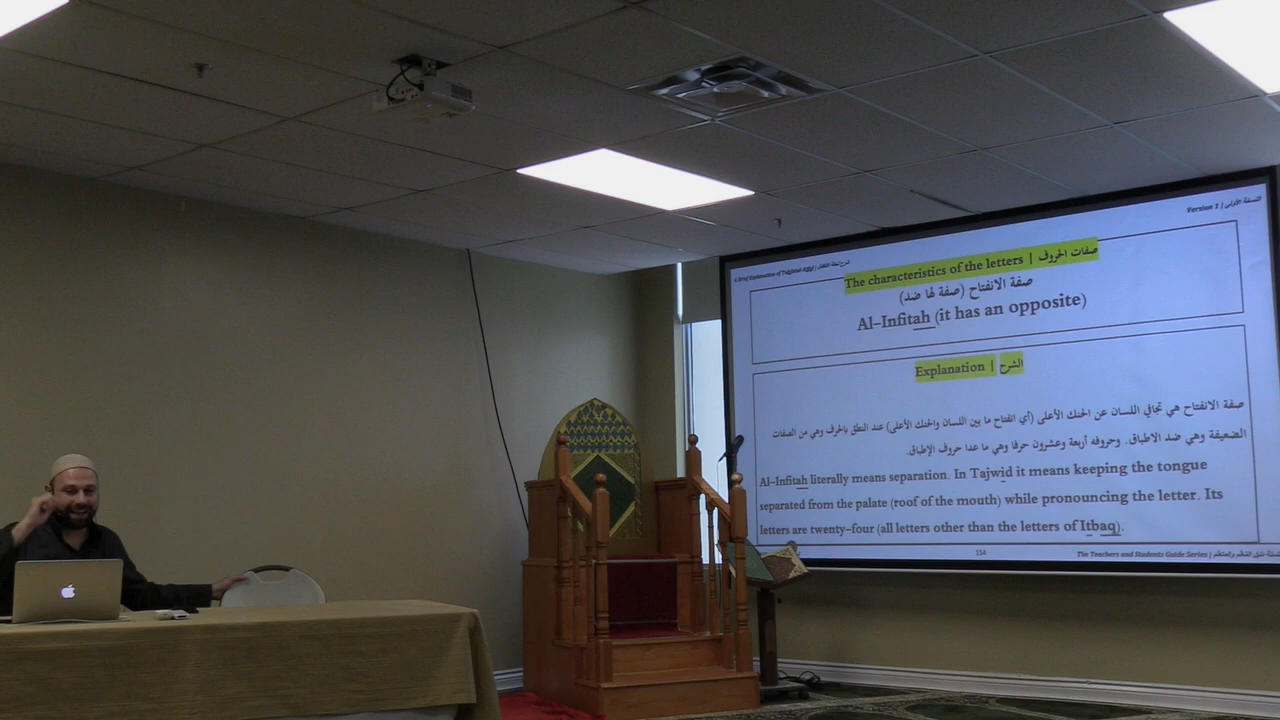 A Brief Explanation of Tuhfatul-Atfal | شرح تحفة الأطفال
Version 1 | النسخة الأولى
The characteristics of the letters | صفات الحروف
صفة الانفتاح (صفة لها ضد)
Al–Infitah (it has an opposite)
Explanation | الشرح
صفة الانفتاح هي تجافي اللسان عن الحنك الأعلى (أي انفتاح ما بين اللسان والحنك الأعلى) عند النطق بالحرف وهي من الصفات
الضعيفة وهي ضد الاطباق. وحروفه أربعة وعشرون حرفا وهي ما عدا حروف الإطباق.
Al–Infitah literally means separation. In Tajwid it means keeping the tongue
separated from the palate (roof of the mouth) while pronouncing the letter. Its
letters are twenty–four (all letters other than the letters of Itbaq).
154
The Teachers and Students Guide Series |